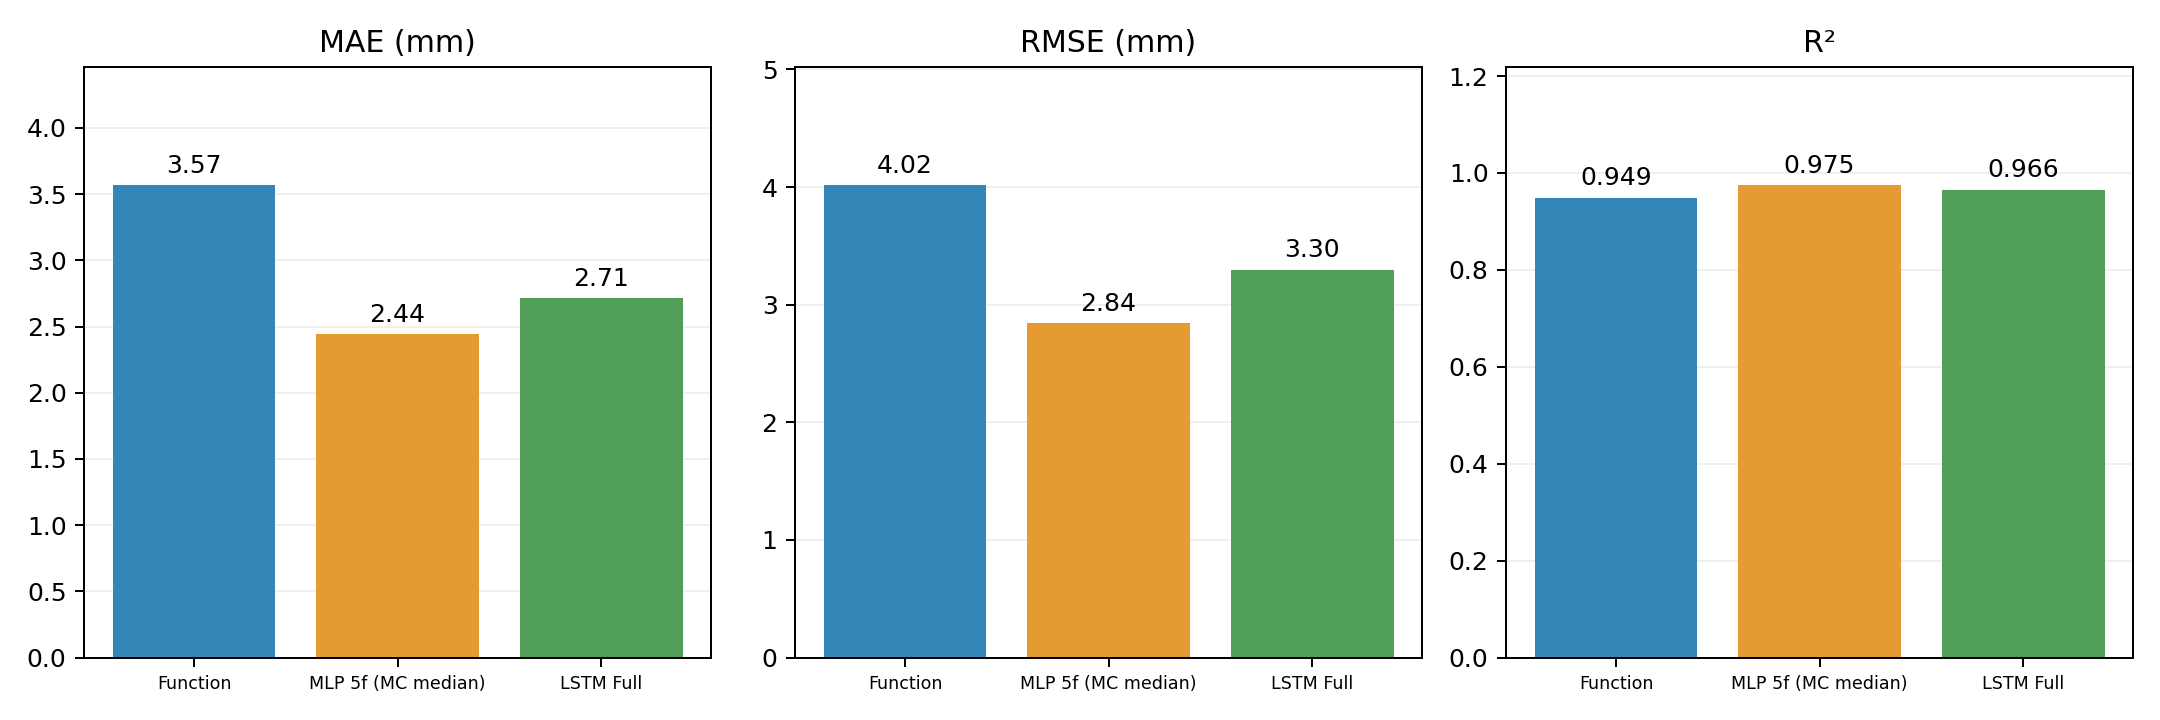 MAE (mm)
4.0
3.5
3.0
2.5
2.0
1.5
1.0
0.5
0.0
3.57
2.44
2.71
Function
MLP 5f (MC median)
LSTM Full
RMSE (mm)
5
4
3
2
1
0
4.02
2.84
3.30
Function
MLP 5f (MC median)
LSTM Full
R²
1.2
1.0
0.8
0.6
0.4
0.2
0.0
0.949
0.975
0.966
Function
MLP 5f (MC median)
LSTM Full